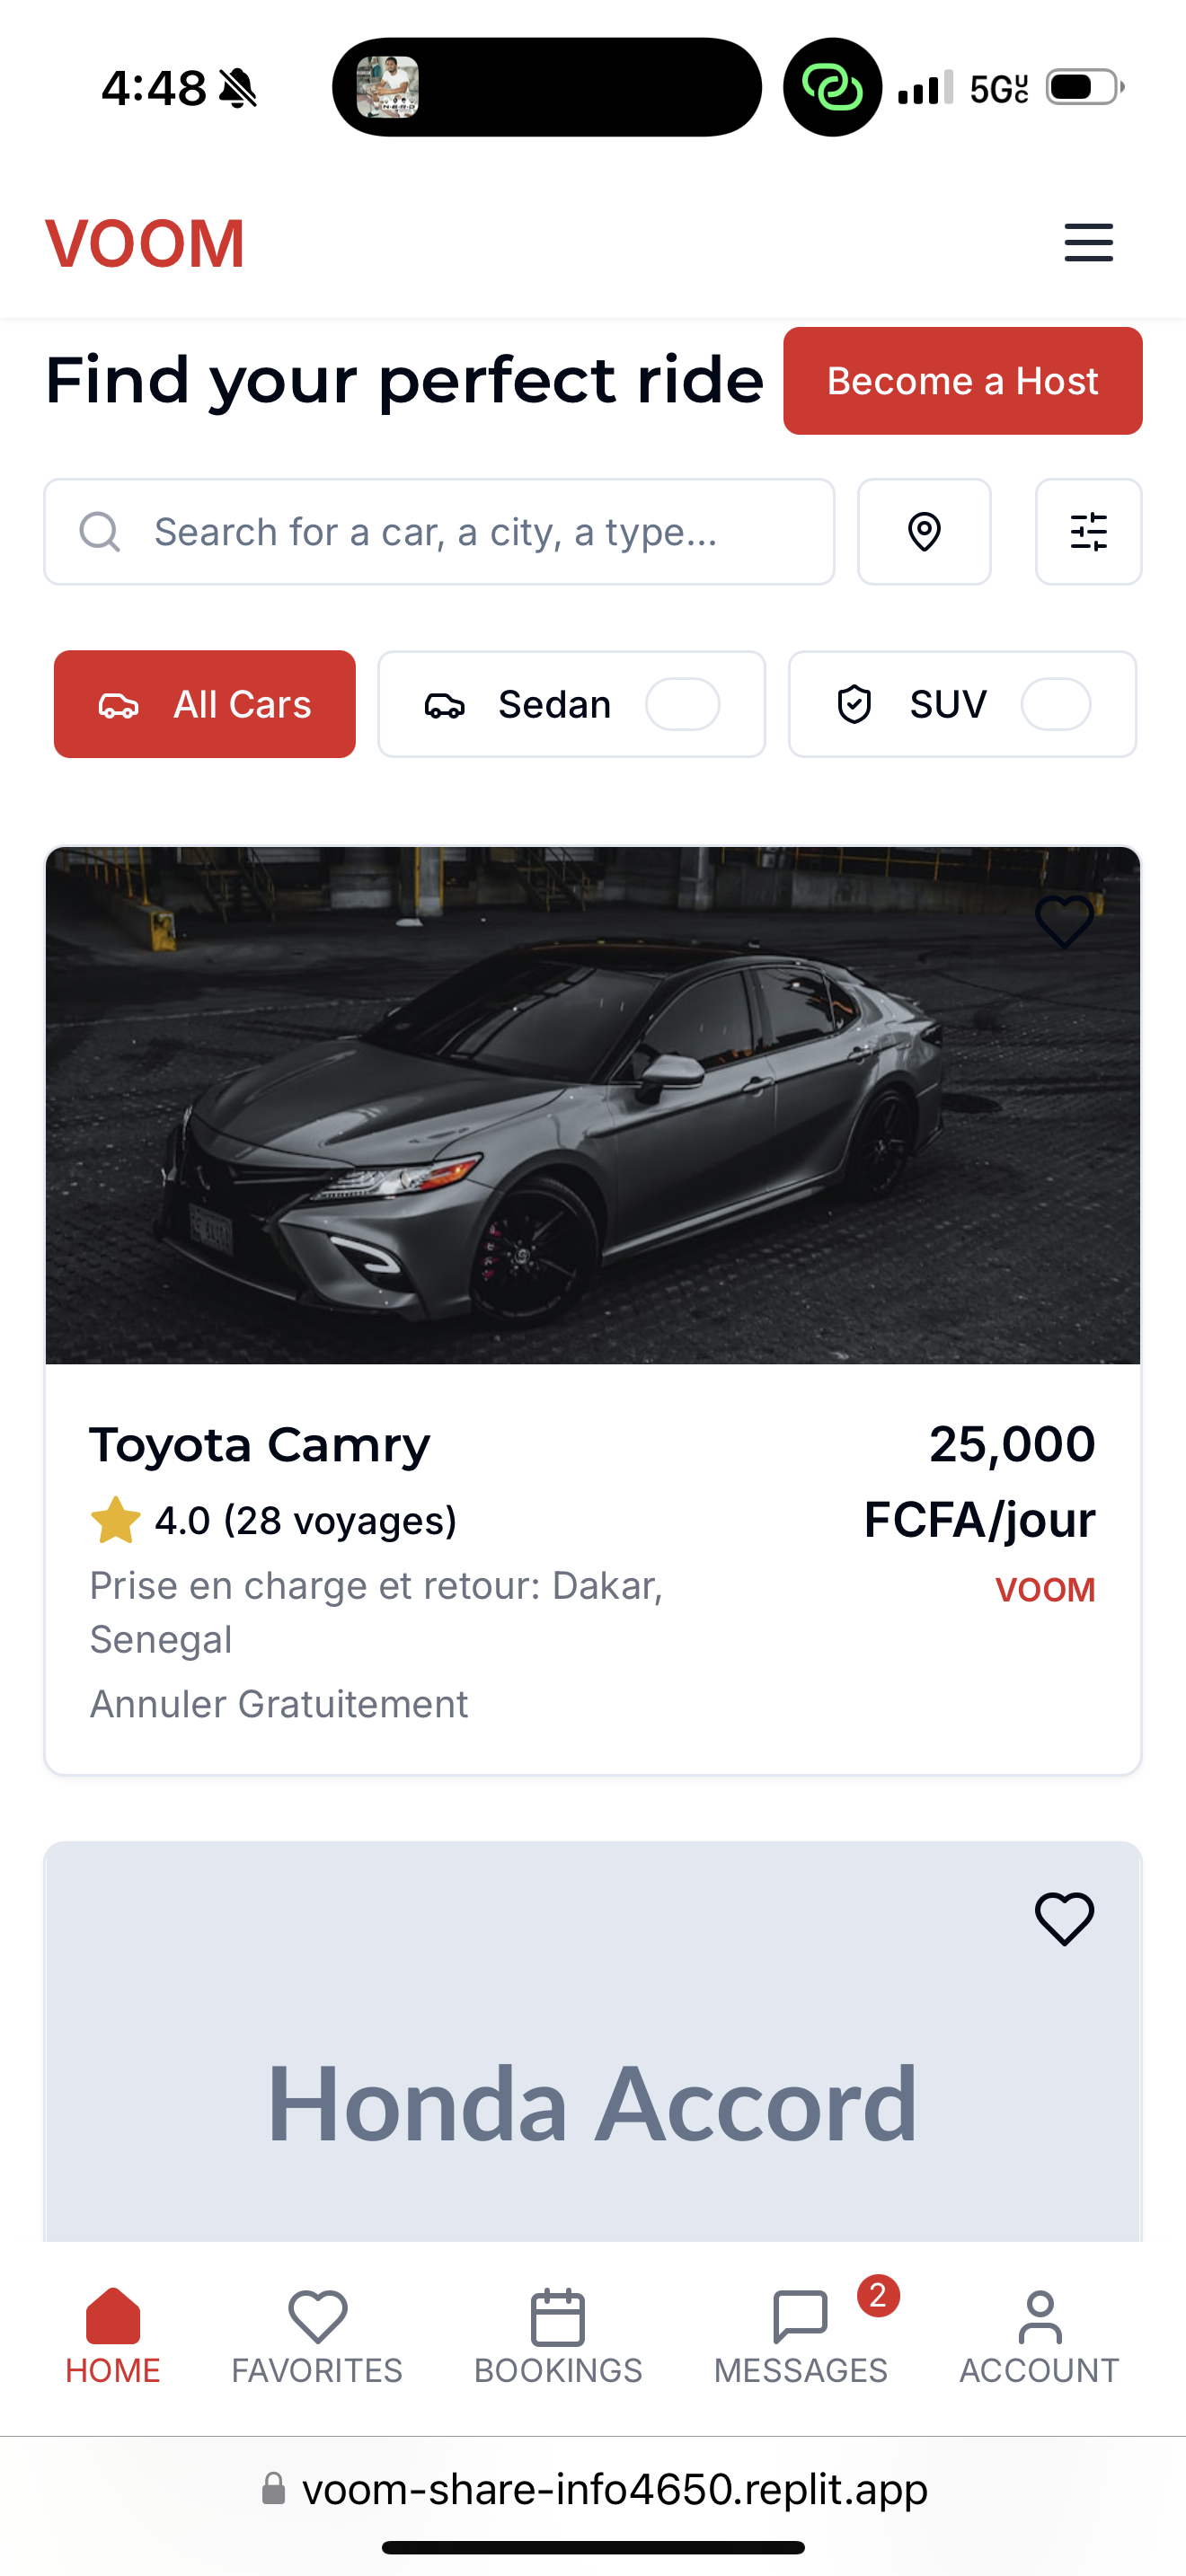 4:48
5G UC
VOOM
Find your perfect ride
Become a Host
Search for a car, a city, a type...
All Cars
Sedan
SUV
Toyota Camry
25,000
4.0 (28 voyages)
FCFA/jour
Prise en charge et retour: Dakar,
VOOM
Senegal
Annuler Gratuitement
Honda Accord
2
HOME
FAVORITES
BOOKINGS
MESSAGES
ACCOUNT
voom-share-info4650.replit.app